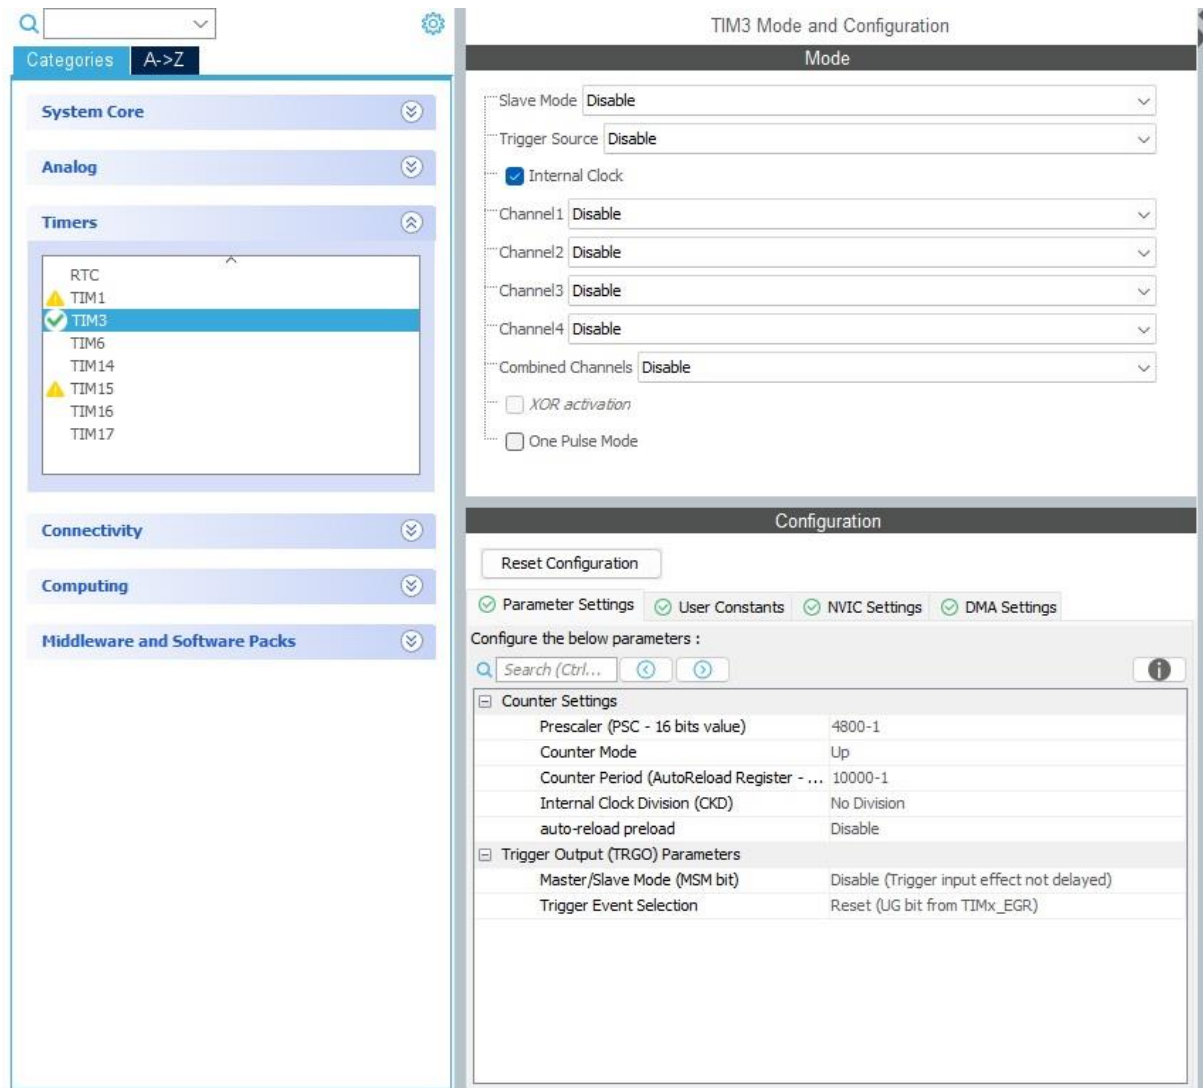 Categories
A->Z
System Core
Analog
Timers
RTC
TIM1
TIM3
TIM6
TIM14
TIM15
TIM16
TIM17
Connectivity
Computing
Middleware and Software Packs
TIM3 Mode and Configuration
Mode
Slave Mode Disable
Trigger Source Disable
Internal Clock
Channel1 Disable
Channel2 Disable
Channel3 Disable
Channel4 Disable
Combined Channels Disable
XOR activation
One Pulse Mode
Configuration
Reset Configuration
Parameter Settings User Constants NVIC Settings DMA Settings
Configure the below parameters :
Search (Ctrl...
Counter Settings
Prescaler (PSC - 16 bits value) 4800-1
Counter Mode Up
Counter Period (AutoReload Register - ... 10000-1
Internal Clock Division (CKD) No Division
auto-reload preload Disable
Trigger Output (TRGO) Parameters
Master/Slave Mode (MSM bit) Disable (Trigger input effect not delayed)
Trigger Event Selection Reset (UG bit from TIMx_EGR)